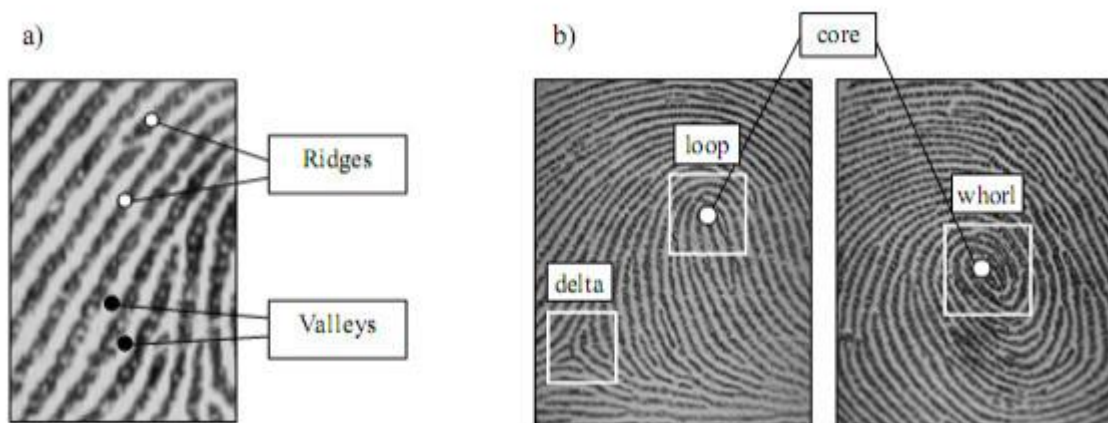 a)
Ridges
Valleys
b)
core
loop
whorl
delta